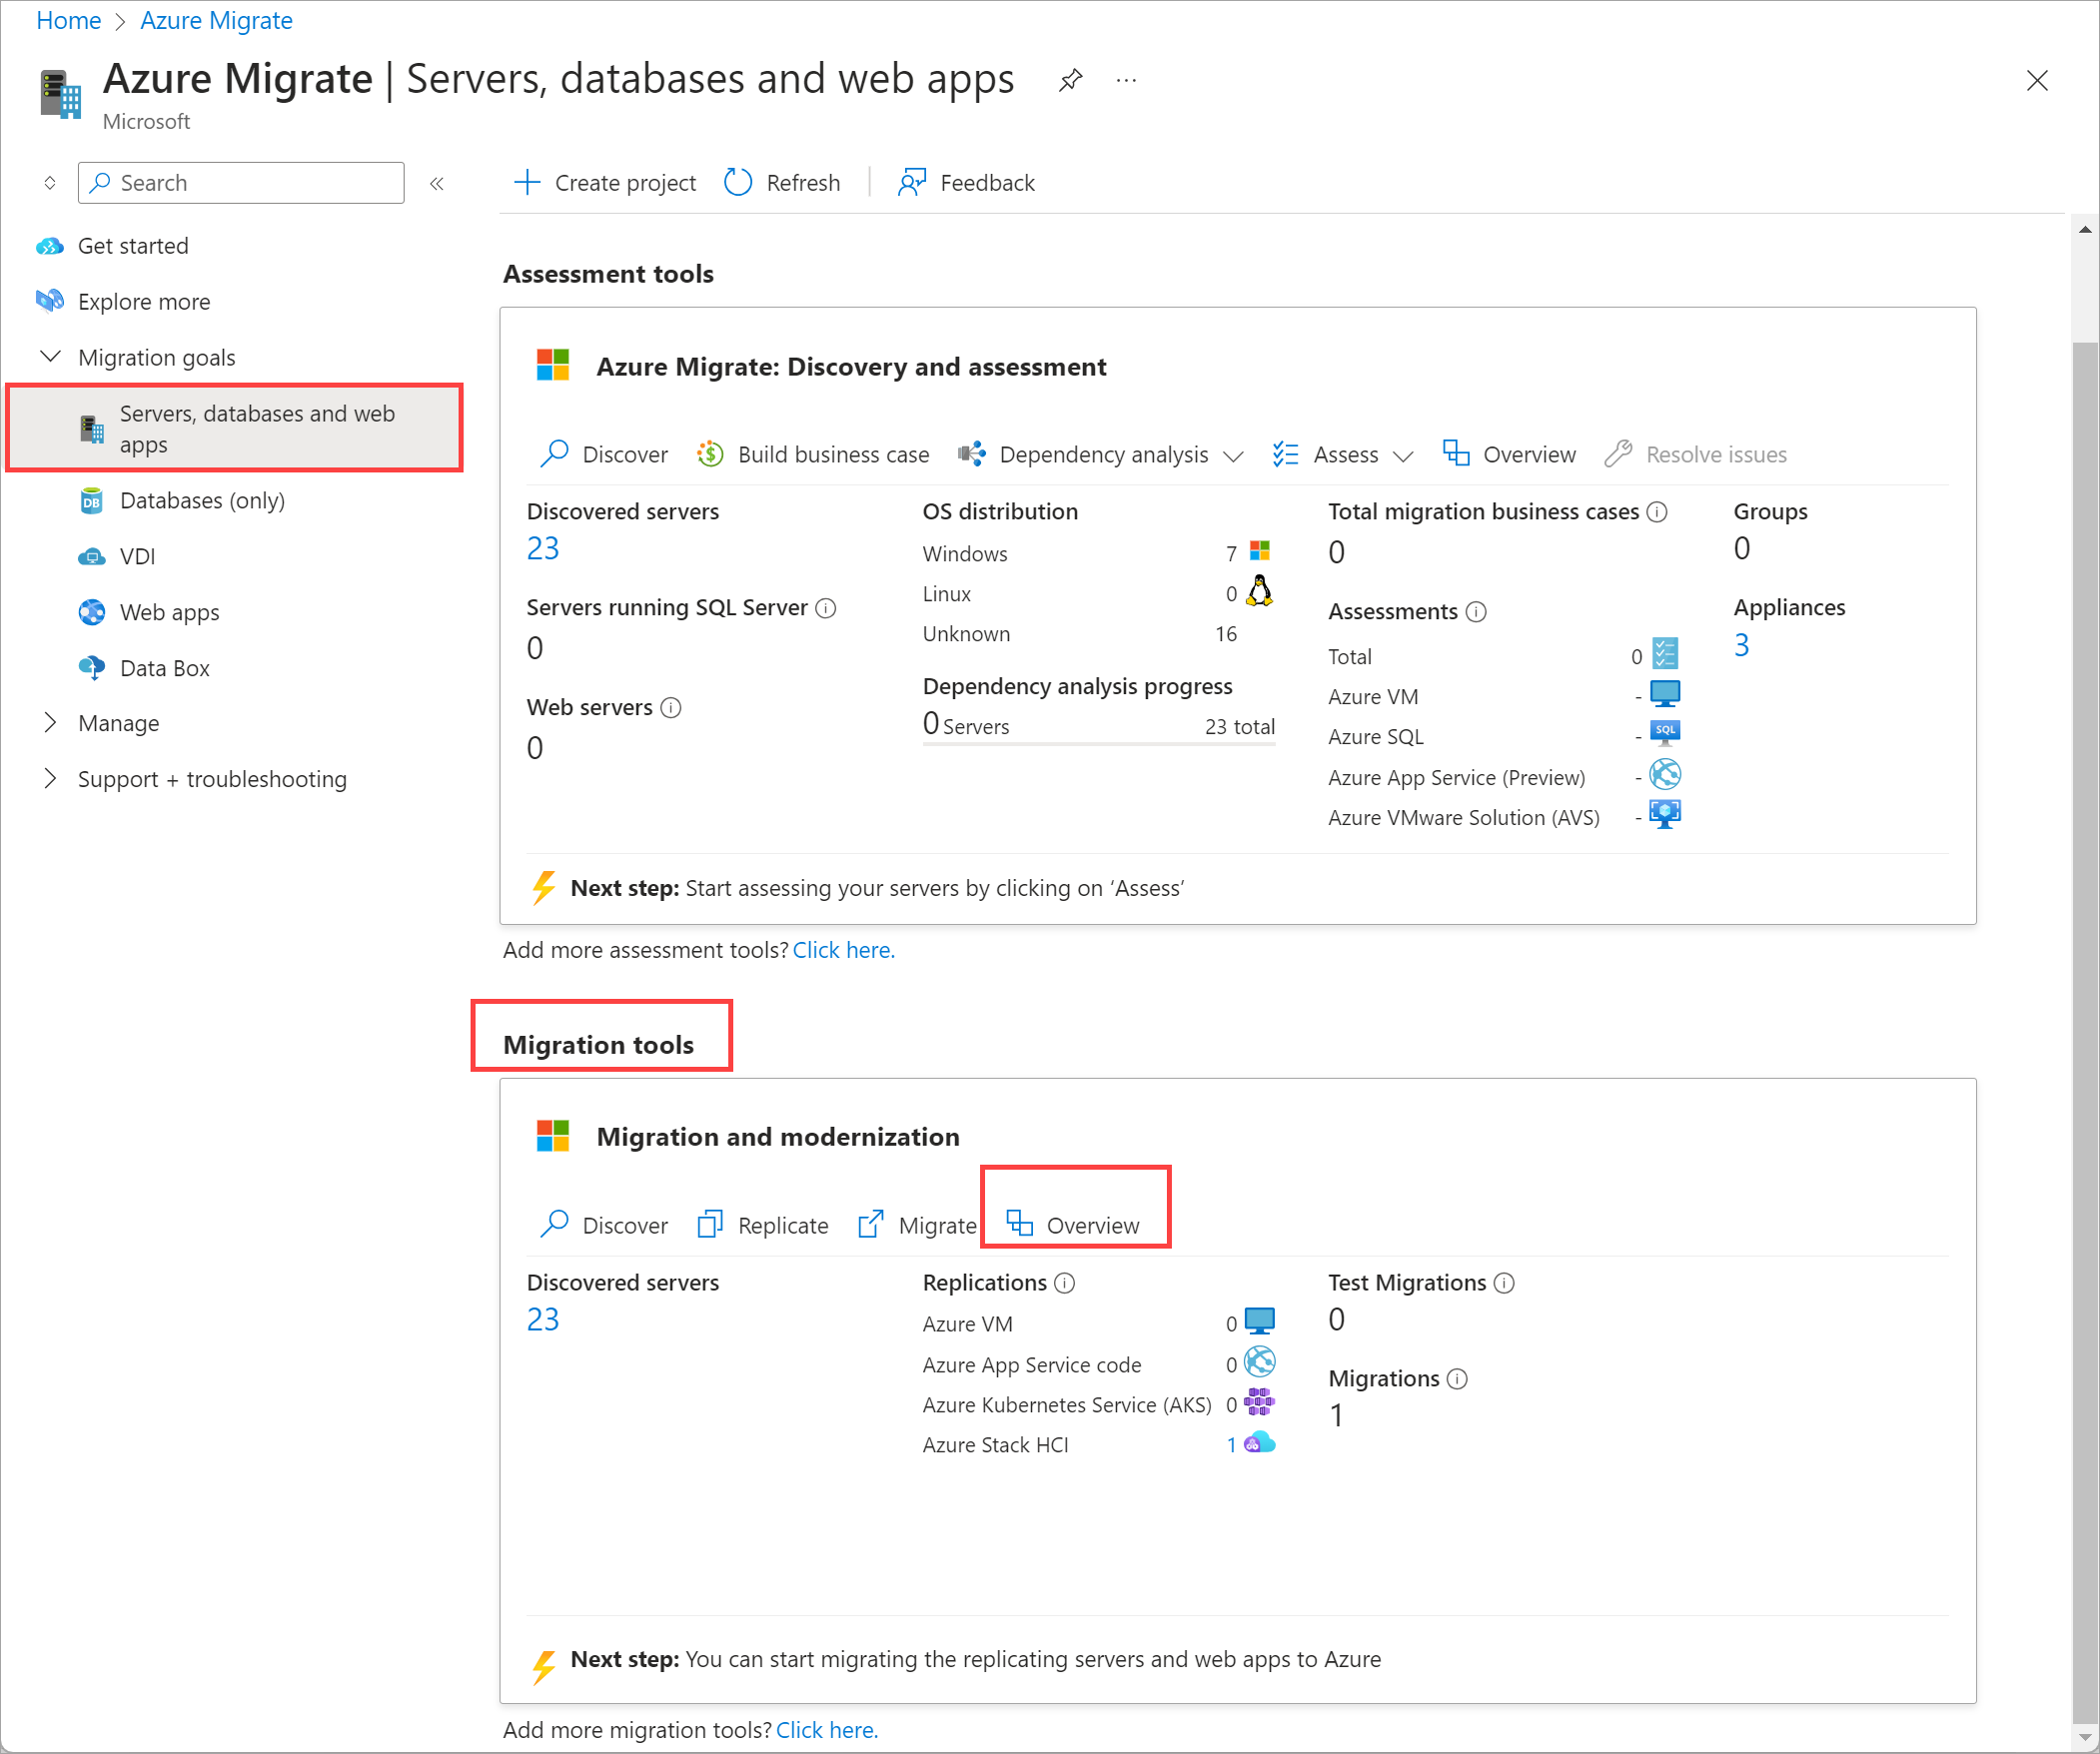 Home > Azure Migrate
Azure Migrate | Servers, databases and web apps
Microsoft
Search
Get started
Explore more
Migration goals
Servers, databases and web
apps
Databases (only)
VDI
Web apps
Data Box
Manage
Support + troubleshooting
Create project Refresh Feedback
Assessment tools
Azure Migrate: Discovery and assessment
Discover Build business case Dependency analysis Assess Overview Resolve issues
Discovered servers
23
Servers running SQL Server
0
Web servers
0
OS distribution
Windows 7
Linux 0
Unknown 16
Dependency analysis progress
0 Servers 23 total
Total migration business cases
0
Assessments
Total 0
Azure VM -
Azure SQL - SQL
Azure App Service (Preview) -
Azure VMware Solution (AVS) -
Groups
0
Appliances
3
Next step: Start assessing your servers by clicking on ‘Assess’
Add more assessment tools? Click here.
Migration tools
Migration and modernization
Discover Replicate Migrate Overview
Discovered servers
23
Replications
Azure VM 0
Azure App Service code 0
Azure Kubernetes Service (AKS) 0
Azure Stack HCI 1
Test Migrations
0
Migrations
1
Next step: You can start migrating the replicating servers and web apps to Azure
Add more migration tools? Click here.